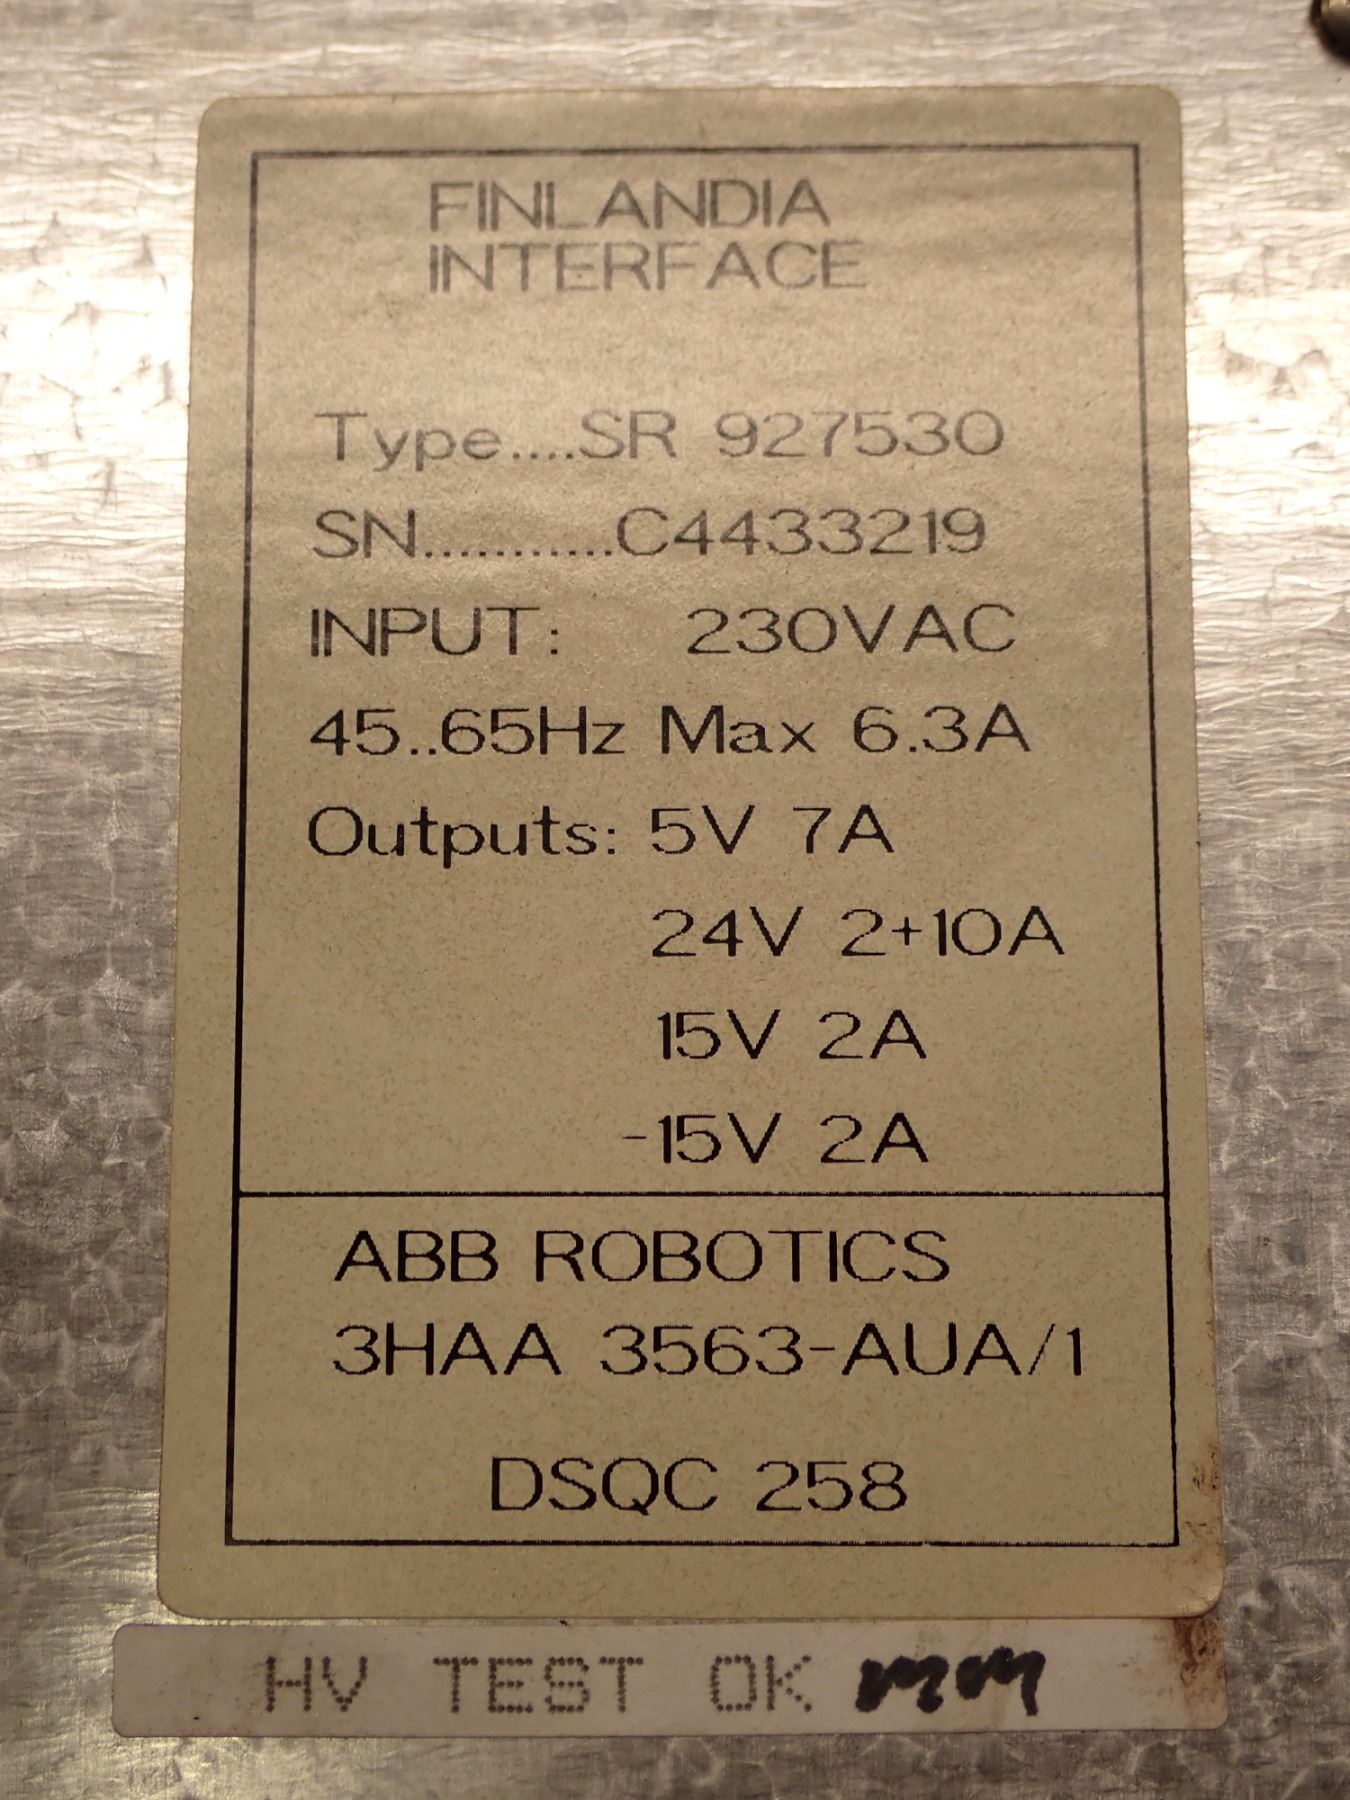 FINLANDIA
INTERFACE
Type....SR 927530
SN...........C4433219
INPUT: 230VAC
45..65Hz Max 6.3A
Outputs: 5V 7A
24V 2+10A
15V 2A
-15V 2A
ABB ROBOTICS
3HAA 3563-AUA/1
DSQC 258
HV TEST OK